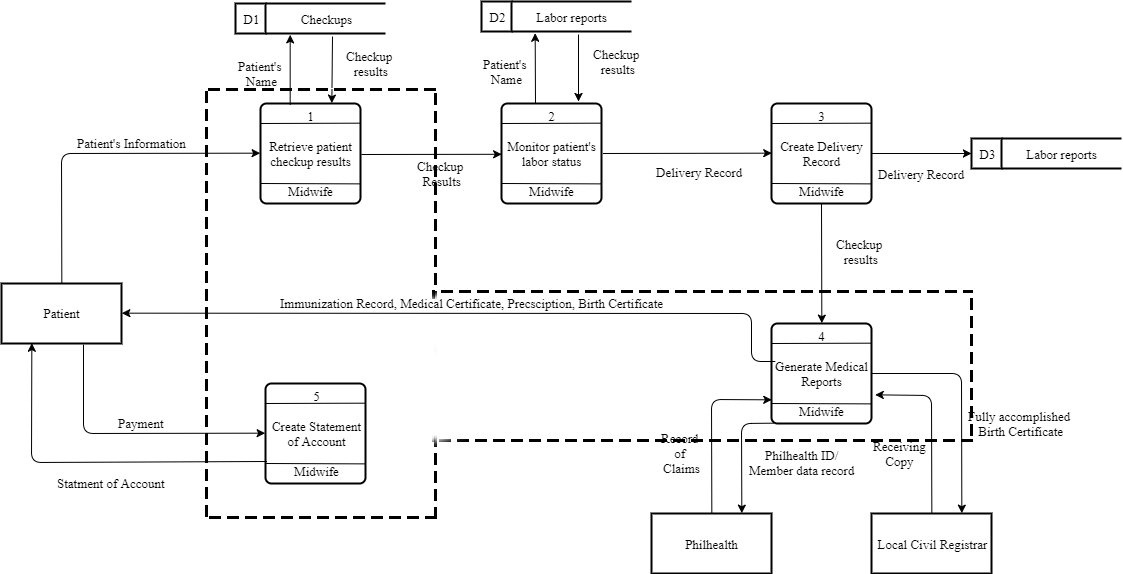 D1
Checkups
D2
Labor reports
Patient's
Name
Checkup
results
Patient's
Name
Checkup
results
1
Retrieve patient
checkup results
Midwife
2
Monitor patient's
labor status
Midwife
3
Create Delivery
Record
Midwife
D3
Labor reports
Patient's Information
Checkup
Results
Delivery Record
Delivery Record
Checkup
results
Immunization Record, Medical Certificate, Precsciption, Birth Certificate
Patient
4
Generate Medical
Reports
Midwife
5
Create Statement
of Account
Midwife
Payment
Statment of Account
Record
of
Claims
Philhealth ID/
Member data record
Receiving
Copy
Fully accomplished
Birth Certificate
Philhealth
Local Civil Registrar